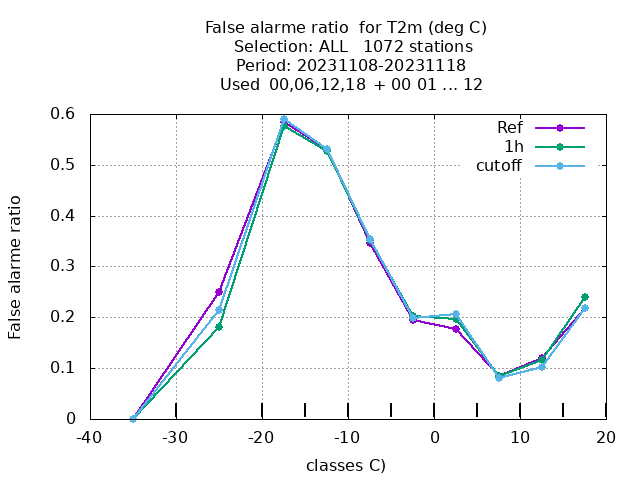 False alarme ratio  for T2m (deg C)
Selection: ALL   1072 stations
Period: 20231108-20231118
Used  00,06,12,18  + 00 01 ... 12
Ref
1h
cutoff
False alarme ratio
0.6
0.5
0.4
0.3
0.2
0.1
0
-40 -30 -20 -10 0 10 20
classes C)